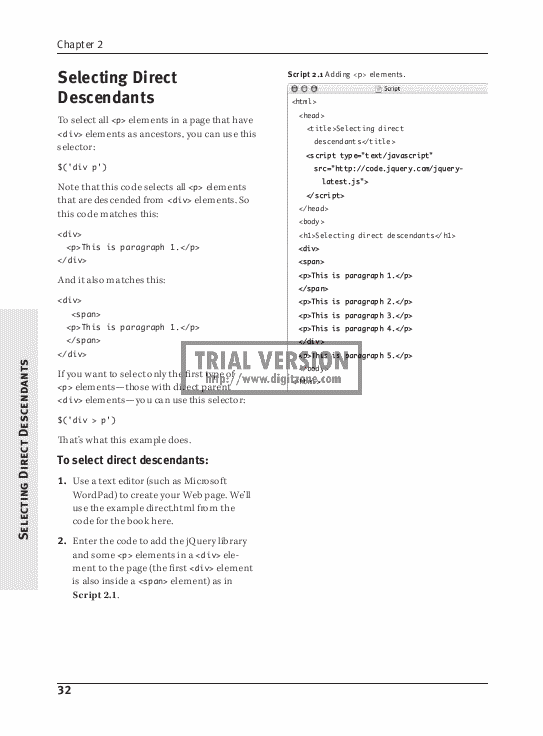 Chapter 2
Selecting Direct
Descendants
To select all <p> elements in a page that have
<div> elements as ancestors, you can use this
selector:
$('div p')
Note that this code selects all <p> elements
that are descended from <div> elements. So
this code matches this:
<div>
<p>This is paragraph 1.</p>
</div>
And it also matches this:
<div>
<span>
<p>This is paragraph 1.</p>
</span>
</div>
If you want to select only the first type of
<p> elements—those with direct parent
<div> elements—you can use this selector:
$('div > p')
That's what this example does.
To select direct descendants:
1. Use a text editor (such as Microsoft
WordPad) to create your Web page. We'll
use the example direct.html from the
code for the book here.
2. Enter the code to add the jQuery library
and some <p> elements in a <div> ele-
ment to the page (the first <div> element
is also inside a <span> element) as in
Script 2.1.
Script 2.1 Adding <p> elements.
Script
<html>
<head>
<title>Selecting direct
descendants</title>
<script type="text/javascript"
src="http://code.jquery.com/jquery-
latest.js">
</script>
</head>
<body>
<h1>Selecting direct descendants</h1>
<div>
<span>
<p>This is paragraph 1.</p>
</span>
<p>This is paragraph 2.</p>
<p>This is paragraph 3.</p>
<p>This is paragraph 4.</p>
</div>
<p>This is paragraph 5.</p>
</body>
</html>
TRIAL VERSION
http://www.digitzone.com
Selecting Direct Descendants
32